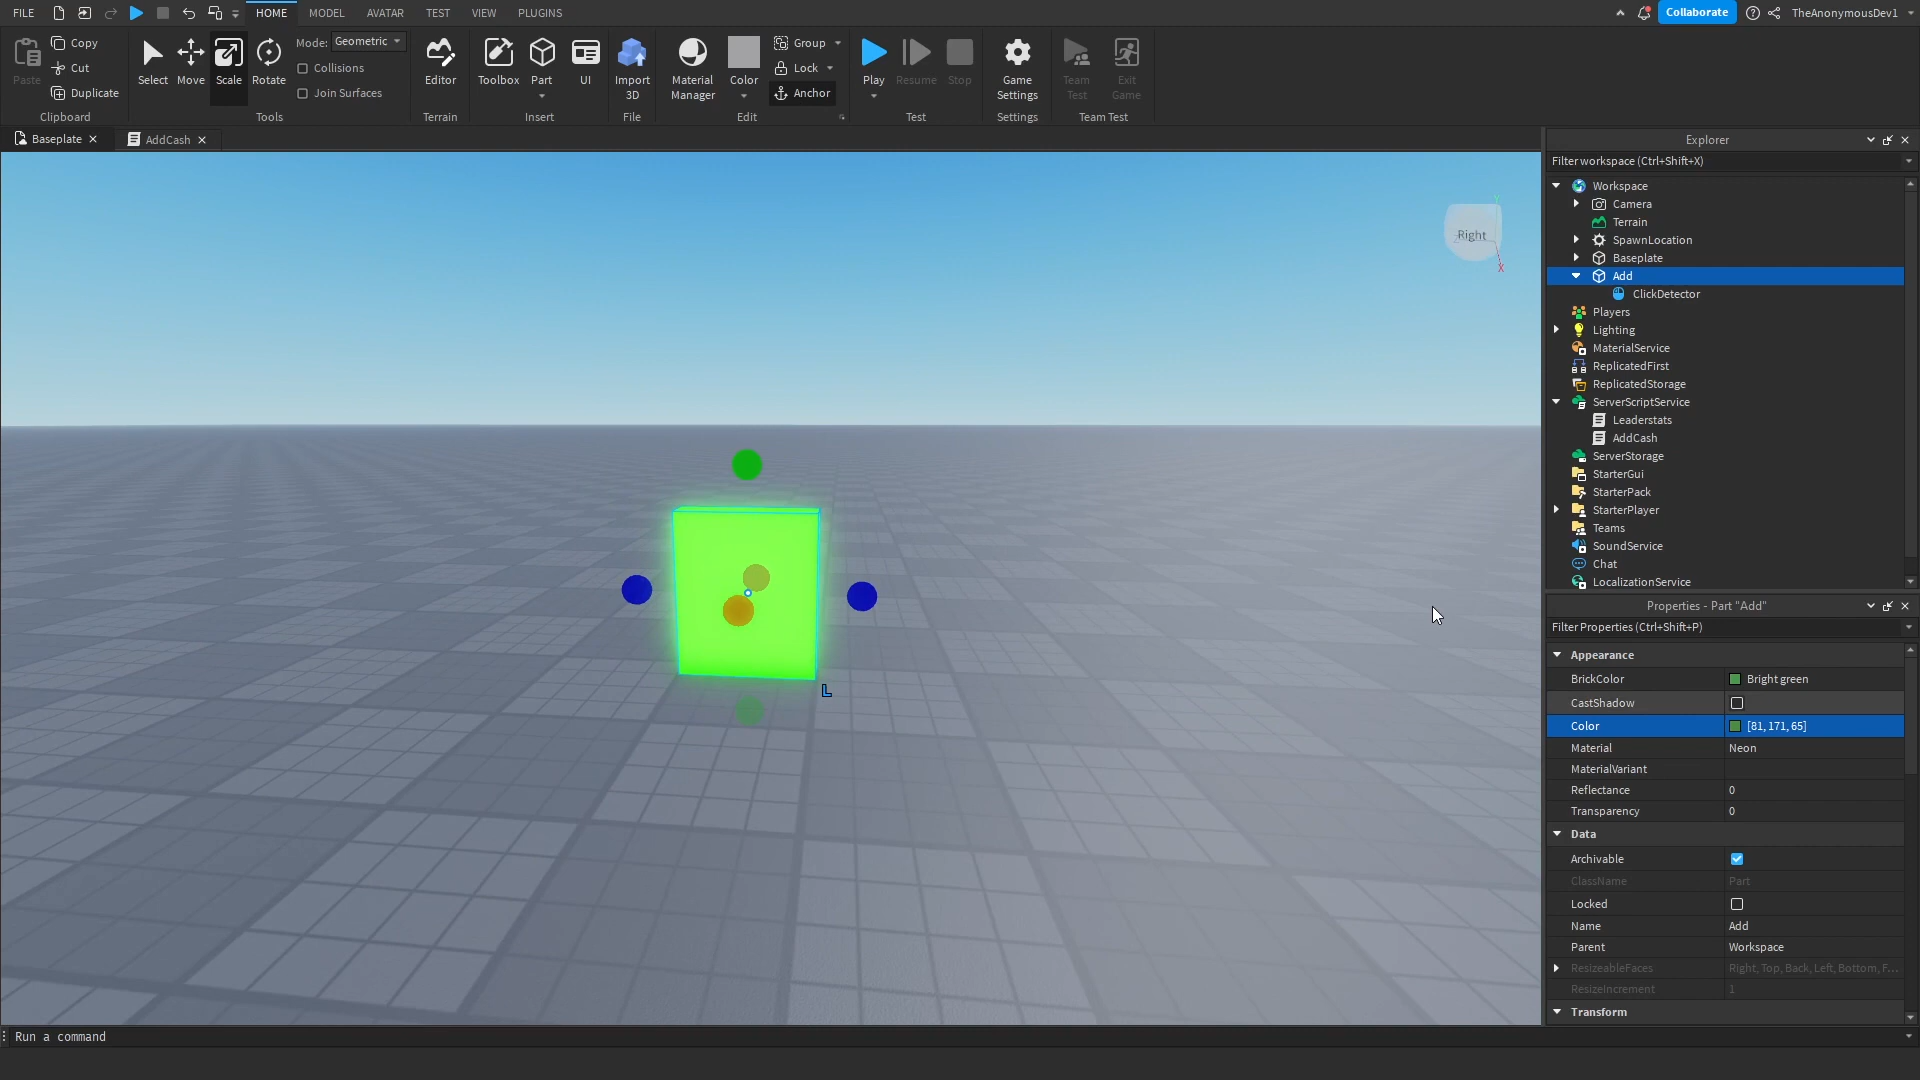 FILE HOME MODEL AVATAR TEST VIEW PLUGINS Collaborate TheAnonymousDev1
Paste Copy Cut Duplicate
Clipboard
Select Move Scale Rotate
Mode: Geometric
Collisions
Join Surfaces
Tools
Editor
Terrain
Toolbox Part UI
Insert
Import 3D
File
Material Manager Color
Group
Lock
Anchor
Edit
Play Resume Stop
Test
Game Settings
Settings
Team Test Exit Game
Team Test
Baseplate AddCash
Right
Y
X
L
Explorer
Filter workspace (Ctrl+Shift+X)
Workspace
Camera
Terrain
SpawnLocation
Baseplate
Add
ClickDetector
Players
Lighting
MaterialService
ReplicatedFirst
ReplicatedStorage
ServerScriptService
Leaderstats
AddCash
ServerStorage
StarterGui
StarterPack
StarterPlayer
Teams
SoundService
Chat
LocalizationService
Properties - Part "Add"
Filter Properties (Ctrl+Shift+P)
Appearance
BrickColor Bright green
CastShadow
Color [81, 171, 65]
Material Neon
MaterialVariant
Reflectance 0
Transparency 0
Data
Archivable
ClassName Part
Locked
Name Add
Parent Workspace
ResizeableFaces Right, Top, Back, Left, Bottom, F...
ResizeIncrement 1
Transform
Run a command